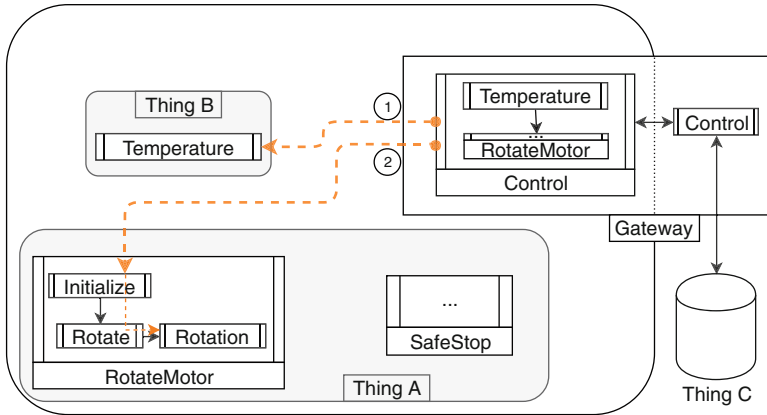 Thing B
Temperature
1
2
Temperature
...
RotateMotor
Control
Control
Gateway
Initialize
Rotate
Rotation
RotateMotor
...
SafeStop
Thing A
Thing C